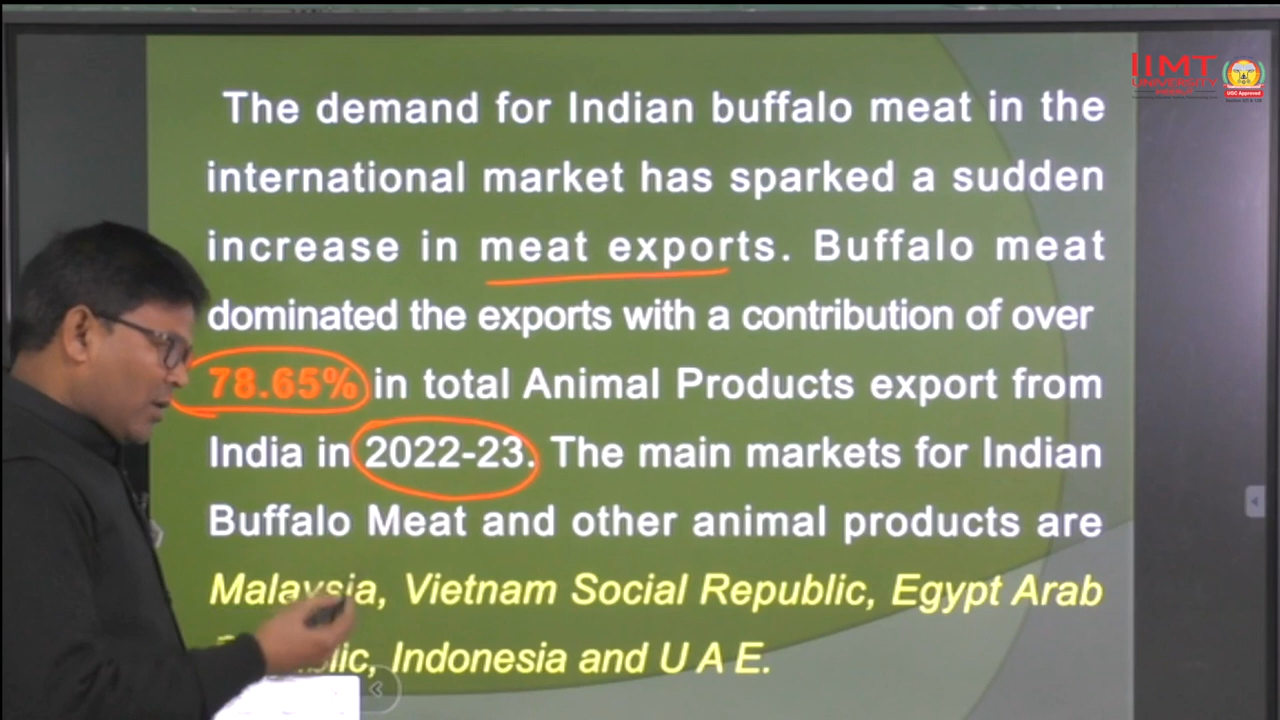 IIMT
UNIVERSITY
UGC Approved
The demand for Indian buffalo meat in the
international market has sparked a sudden
increase in meat exports. Buffalo meat
dominated the exports with a contribution of over
78.65% in total Animal Products export from
India in 2022-23. The main markets for Indian
Buffalo Meat and other animal products are
Malaysia, Vietnam Social Republic, Egypt Arab
Indonesia and U A E.